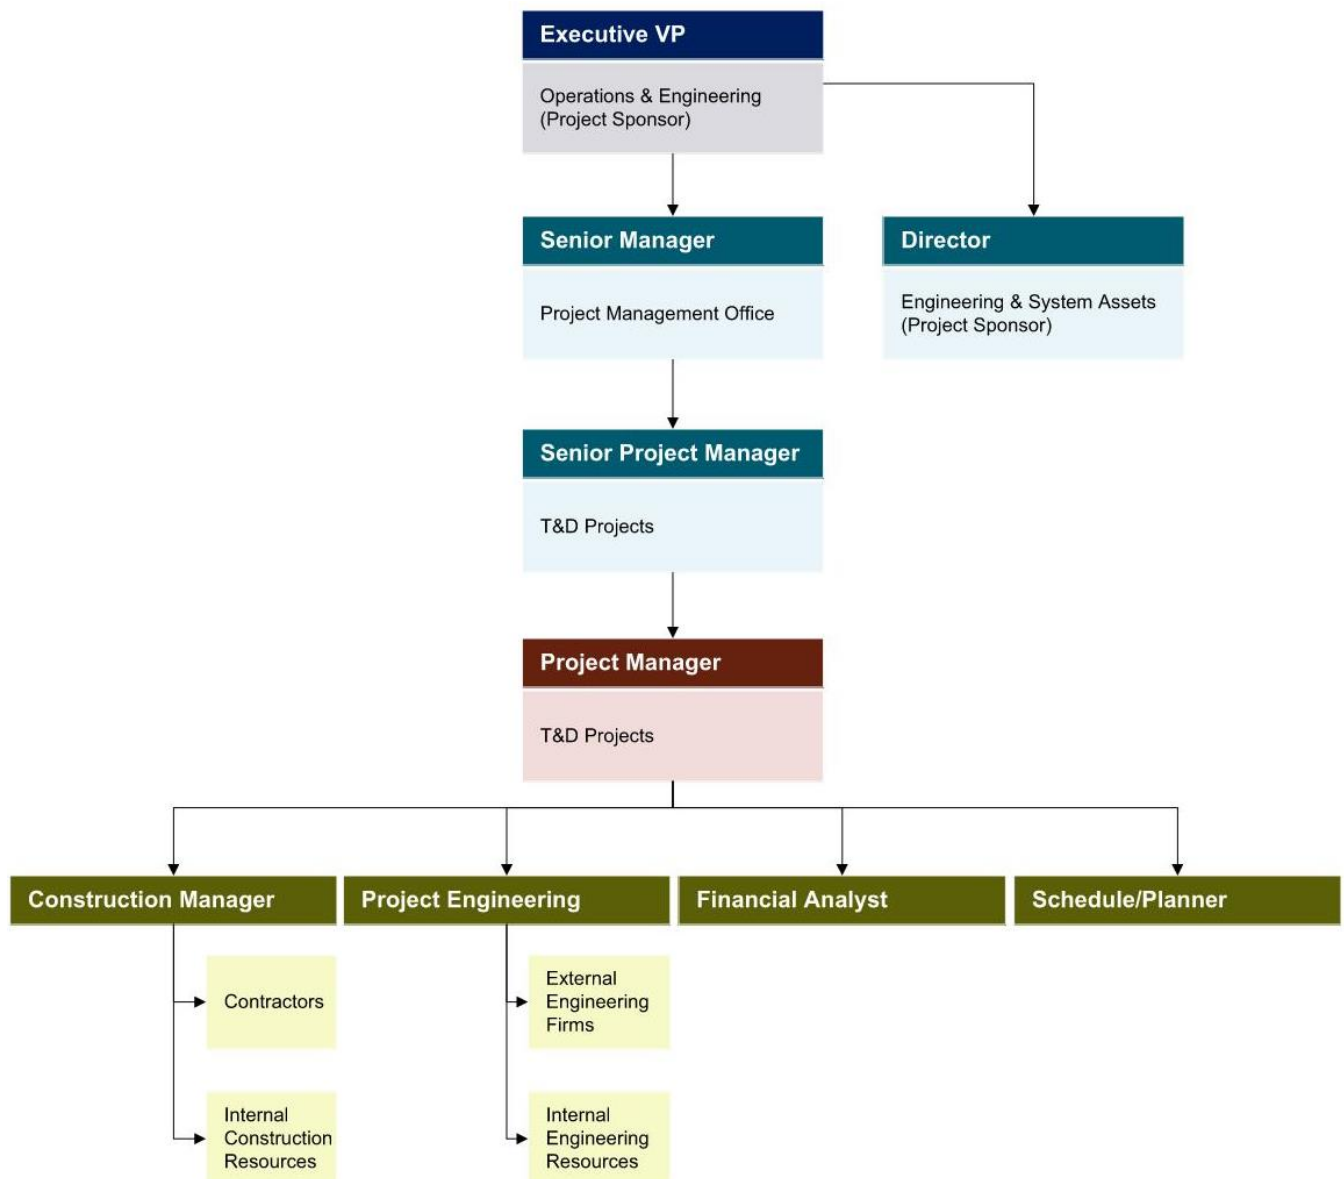 Executive VP
Operations & Engineering
(Project Sponsor)
Senior Manager
Project Management Office
Director
Engineering & System Assets
(Project Sponsor)
Senior Project Manager
T&D Projects
Project Manager
T&D Projects
Construction Manager
Project Engineering
Financial Analyst
Schedule/Planner
Contractors
External
Engineering
Firms
Internal
Construction
Resources
Internal
Engineering
Resources